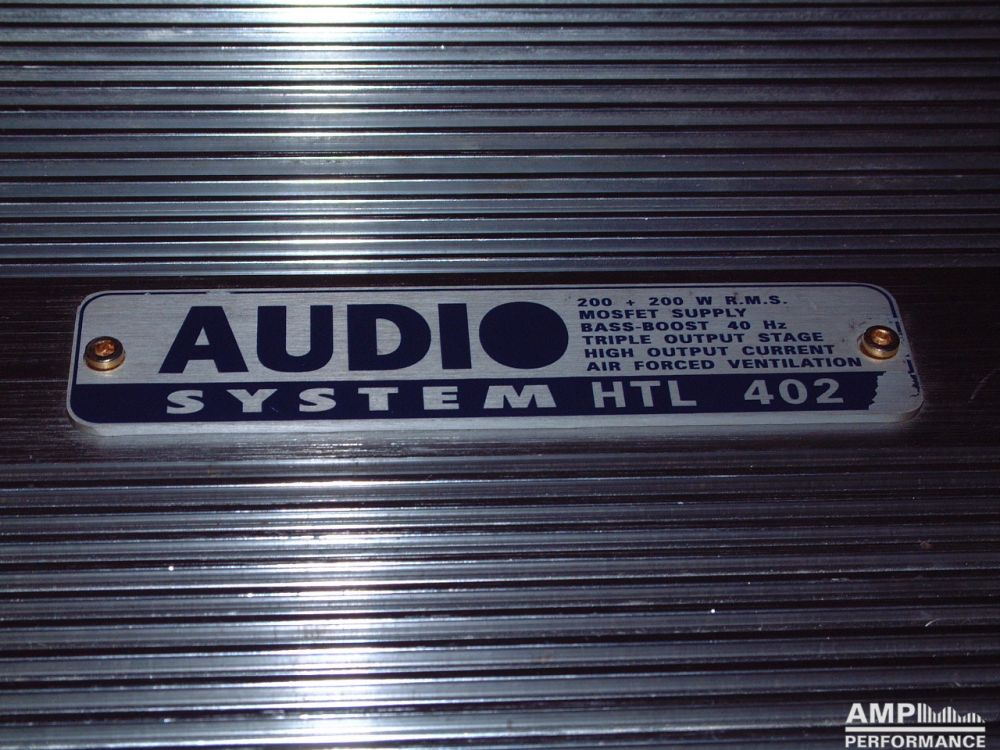 AUDIO
200 + 200 W R.M.S.
MOSFET SUPPLY
BASS-BOOST 40 Hz
TRIPLE OUTPUT STAGE
HIGH OUTPUT CURRENT
AIR FORCED VENTILATION
SYSTEM HTL 402
AMP
PERFORMANCE